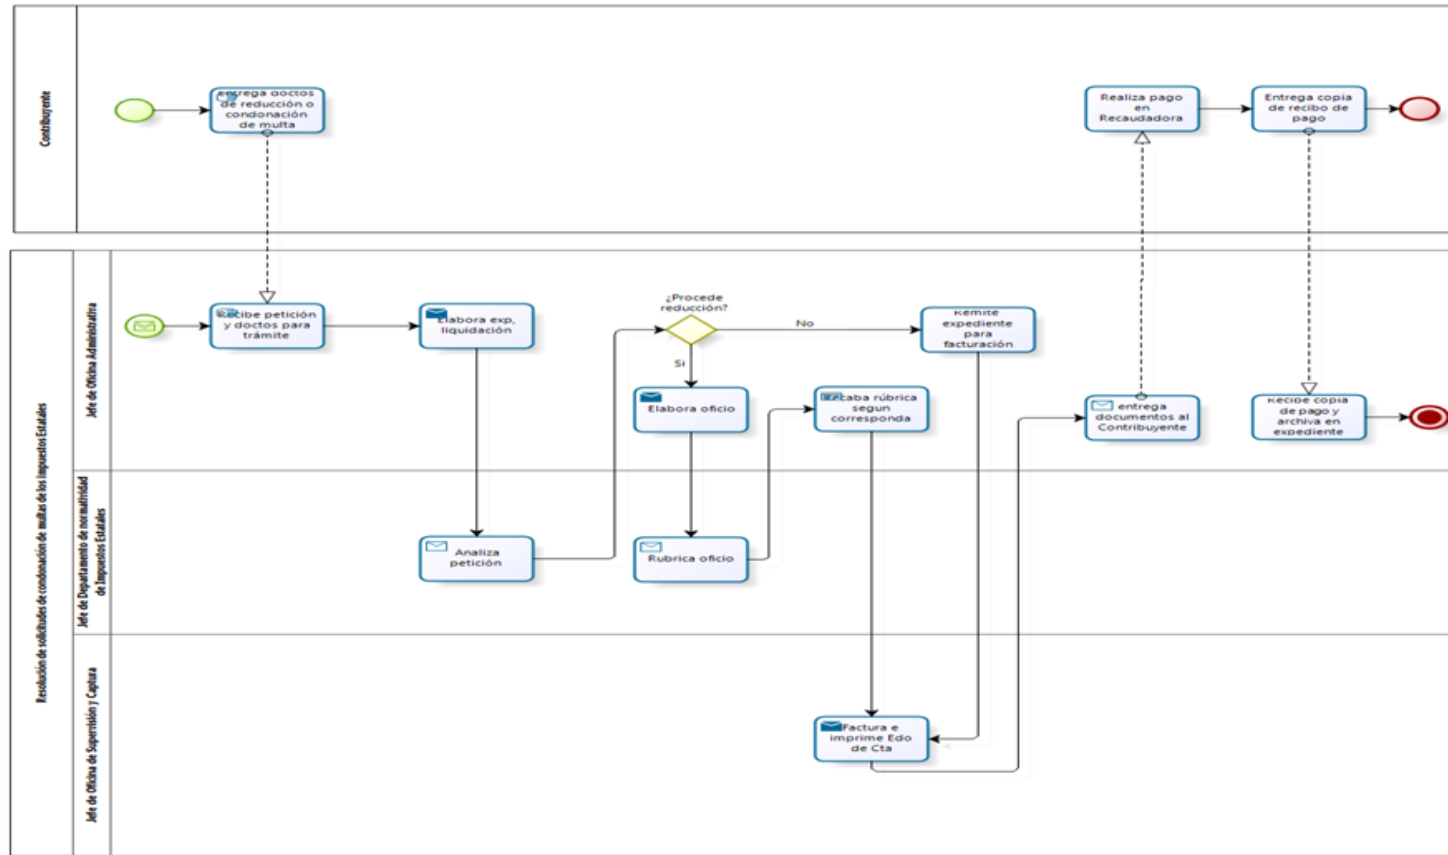 Contribuyente
Entrega doctos
de reducción o
condonación
de multa
Realiza pago
en
Recaudadora
Entrega copia
de recibo de
pago
Resolución de solicitudes de condonación de multas de los impuestos Estatales
Jefe de Oficina Administrativa
Recibe petición
y doctos para
trámite
Elabora exp,
liquidación
¿Procede
reducción?
No
Si
Remite
expediente
para
facturación
Elabora oficio
Recaba rúbrica
segun
corresponda
entrega
documentos al
Contribuyente
Recibe copia
de pago y
archiva en
expediente
Jefe de Departamento de normatividad
de Impuestos Estatales
Analiza
petición
Rubrica oficio
Jefe de Oficina de Supervisión y Captura
Factura e
imprime Edo
de Cta